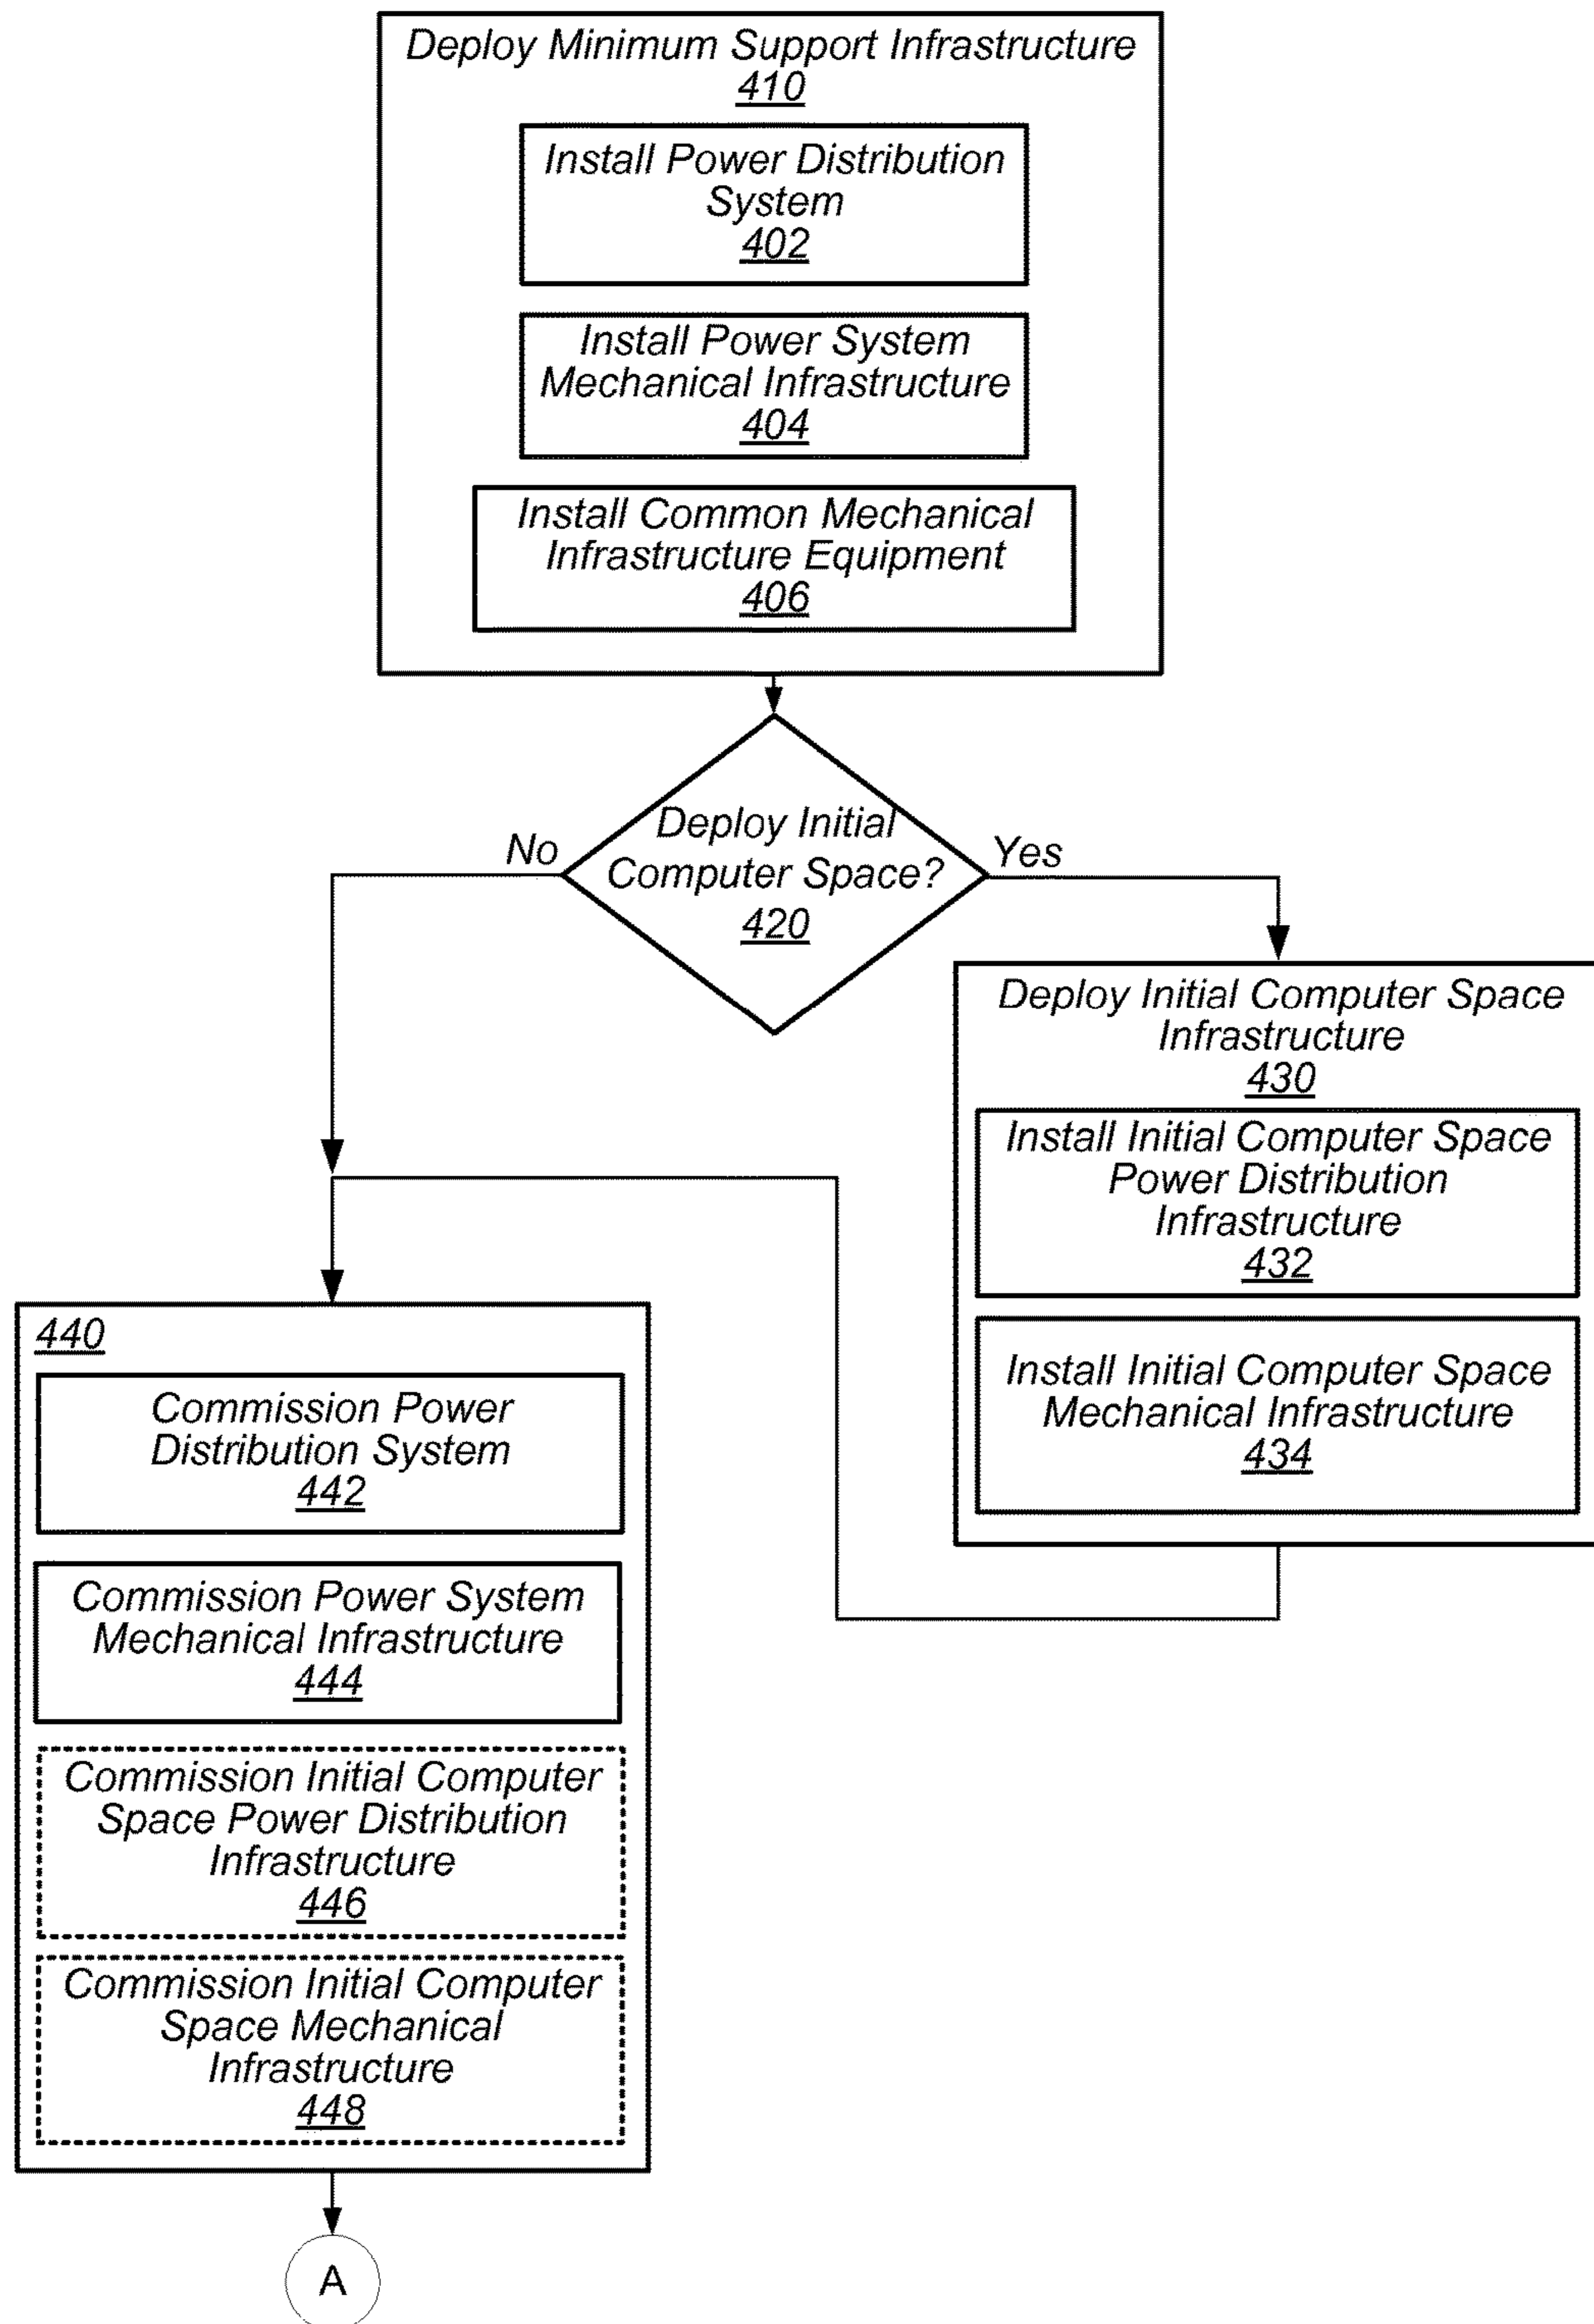 Deploy Minimum Support Infrastructure
410
Install Power Distribution
System
402
Install Power System
Mechanical Infrastructure
404
Install Common Mechanical
Infrastructure Equipment
406
Deploy Initial
Computer Space?
420
No
Yes
Deploy Initial Computer Space
Infrastructure
430
Install Initial Computer Space
Power Distribution
Infrastructure
432
Install Initial Computer Space
Mechanical Infrastructure
434
440
Commission Power
Distribution System
442
Commission Power System
Mechanical Infrastructure
444
Commission Initial Computer
Space Power Distribution
Infrastructure
446
Commission Initial Computer
Space Mechanical
Infrastructure
448
A